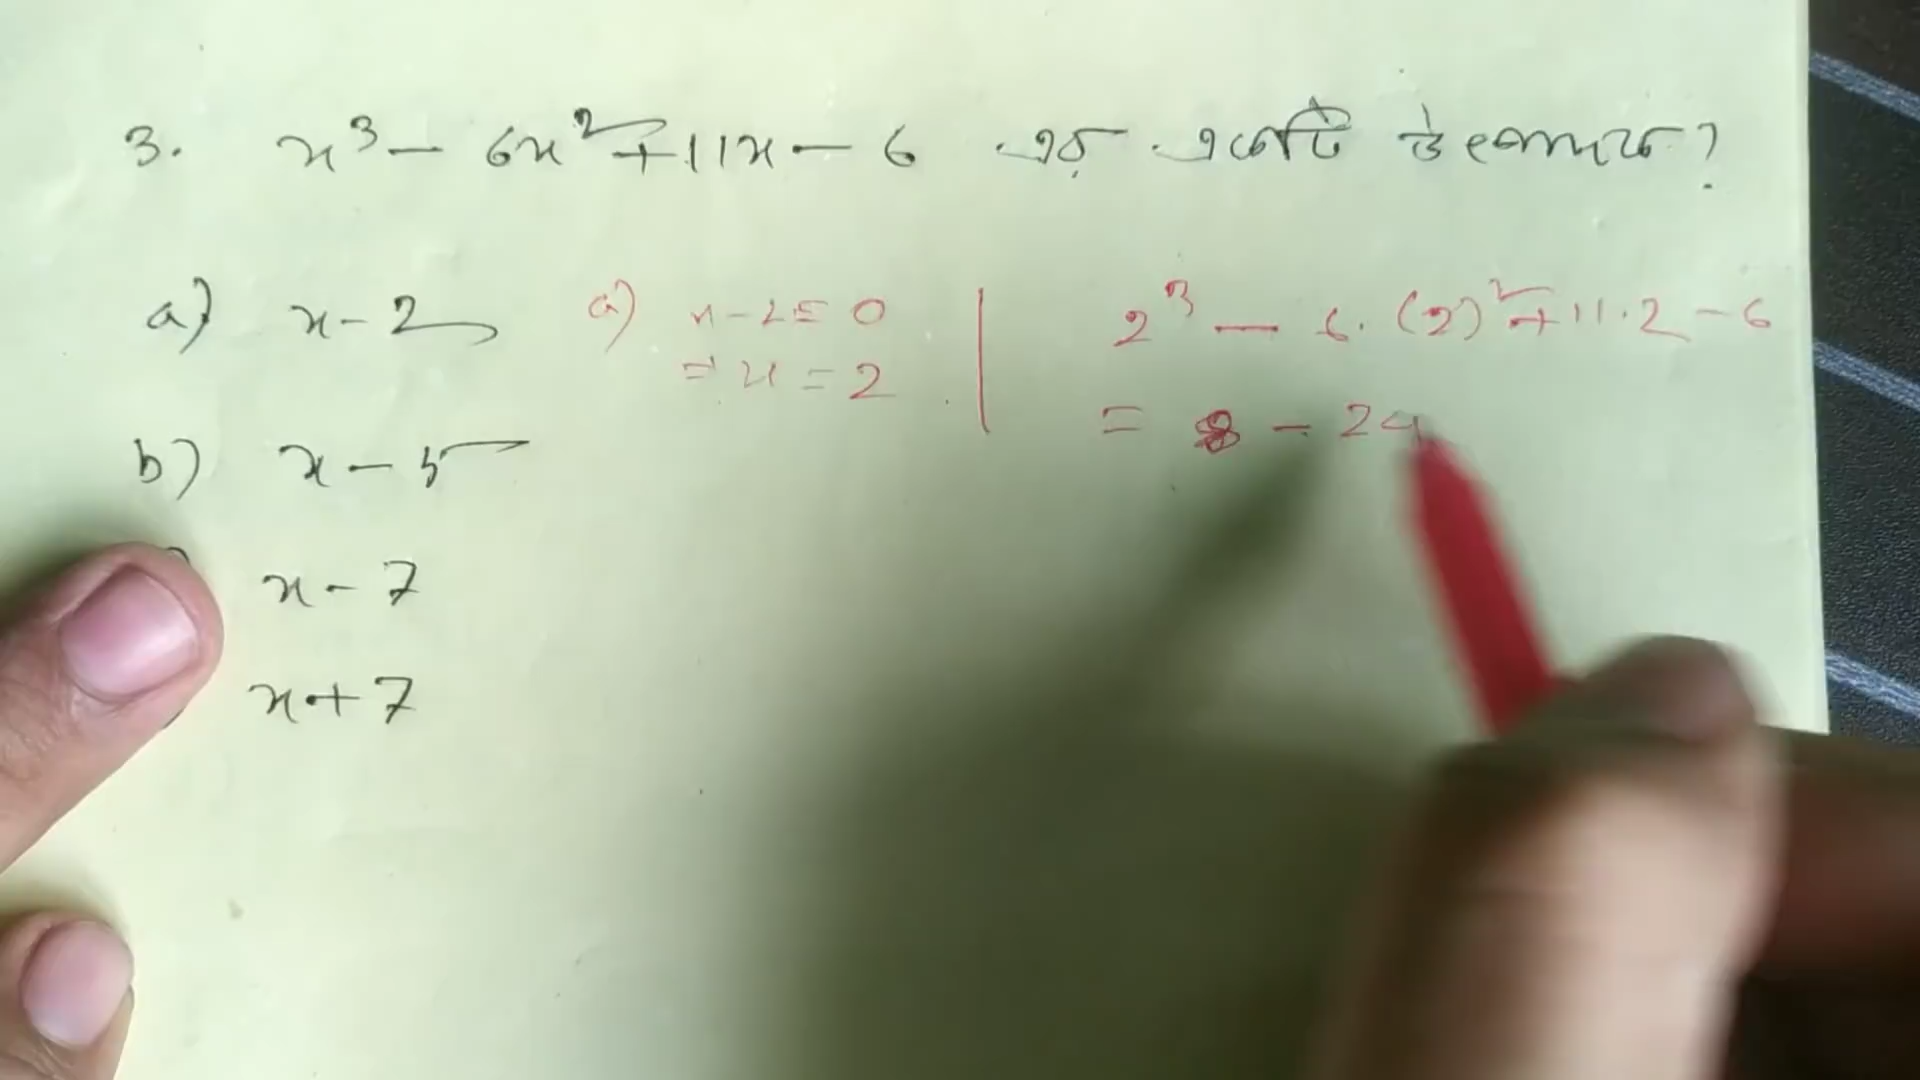 3. x³ - 6x² + 11x - 6 এর একটি উৎপাদক?
a) x - 2
a) x - 2 = 0
⇒ x = 2
2³ - 6.(2)² + 11.2 - 6
= 8 - 24
b) x - 5
x - 7
x + 7